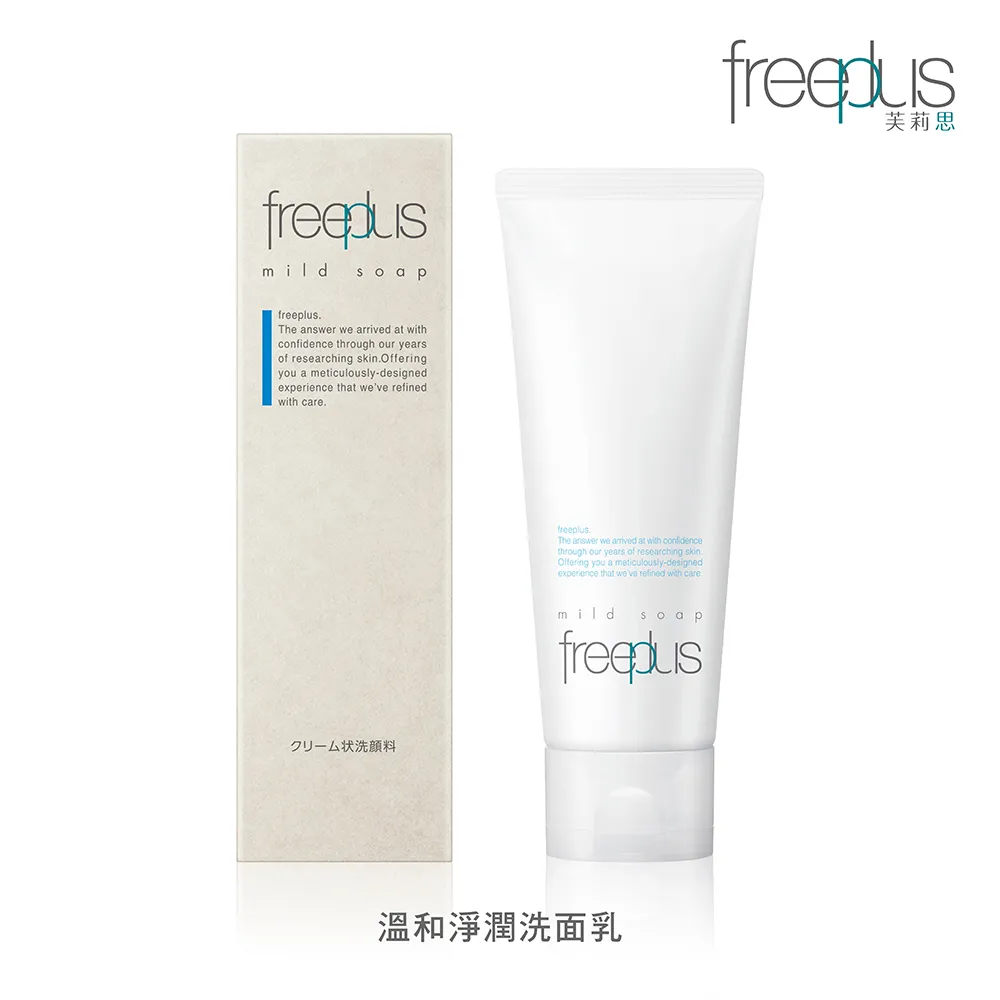 freeplus
芙莉思
freeplus
mild soap
freeplus.
The answer we arrived at with
confidence through our years
of researching skin.Offering
you a meticulously-designed
experience that we've refined
with care.
クリーム状洗顔料
freeplus.
The answer we arrived at with confidence
through our years of researching skin.
Offering you a meticulously-designed
experience that we've refined with care.
mild soap
freeplus
溫和淨潤洗面乳